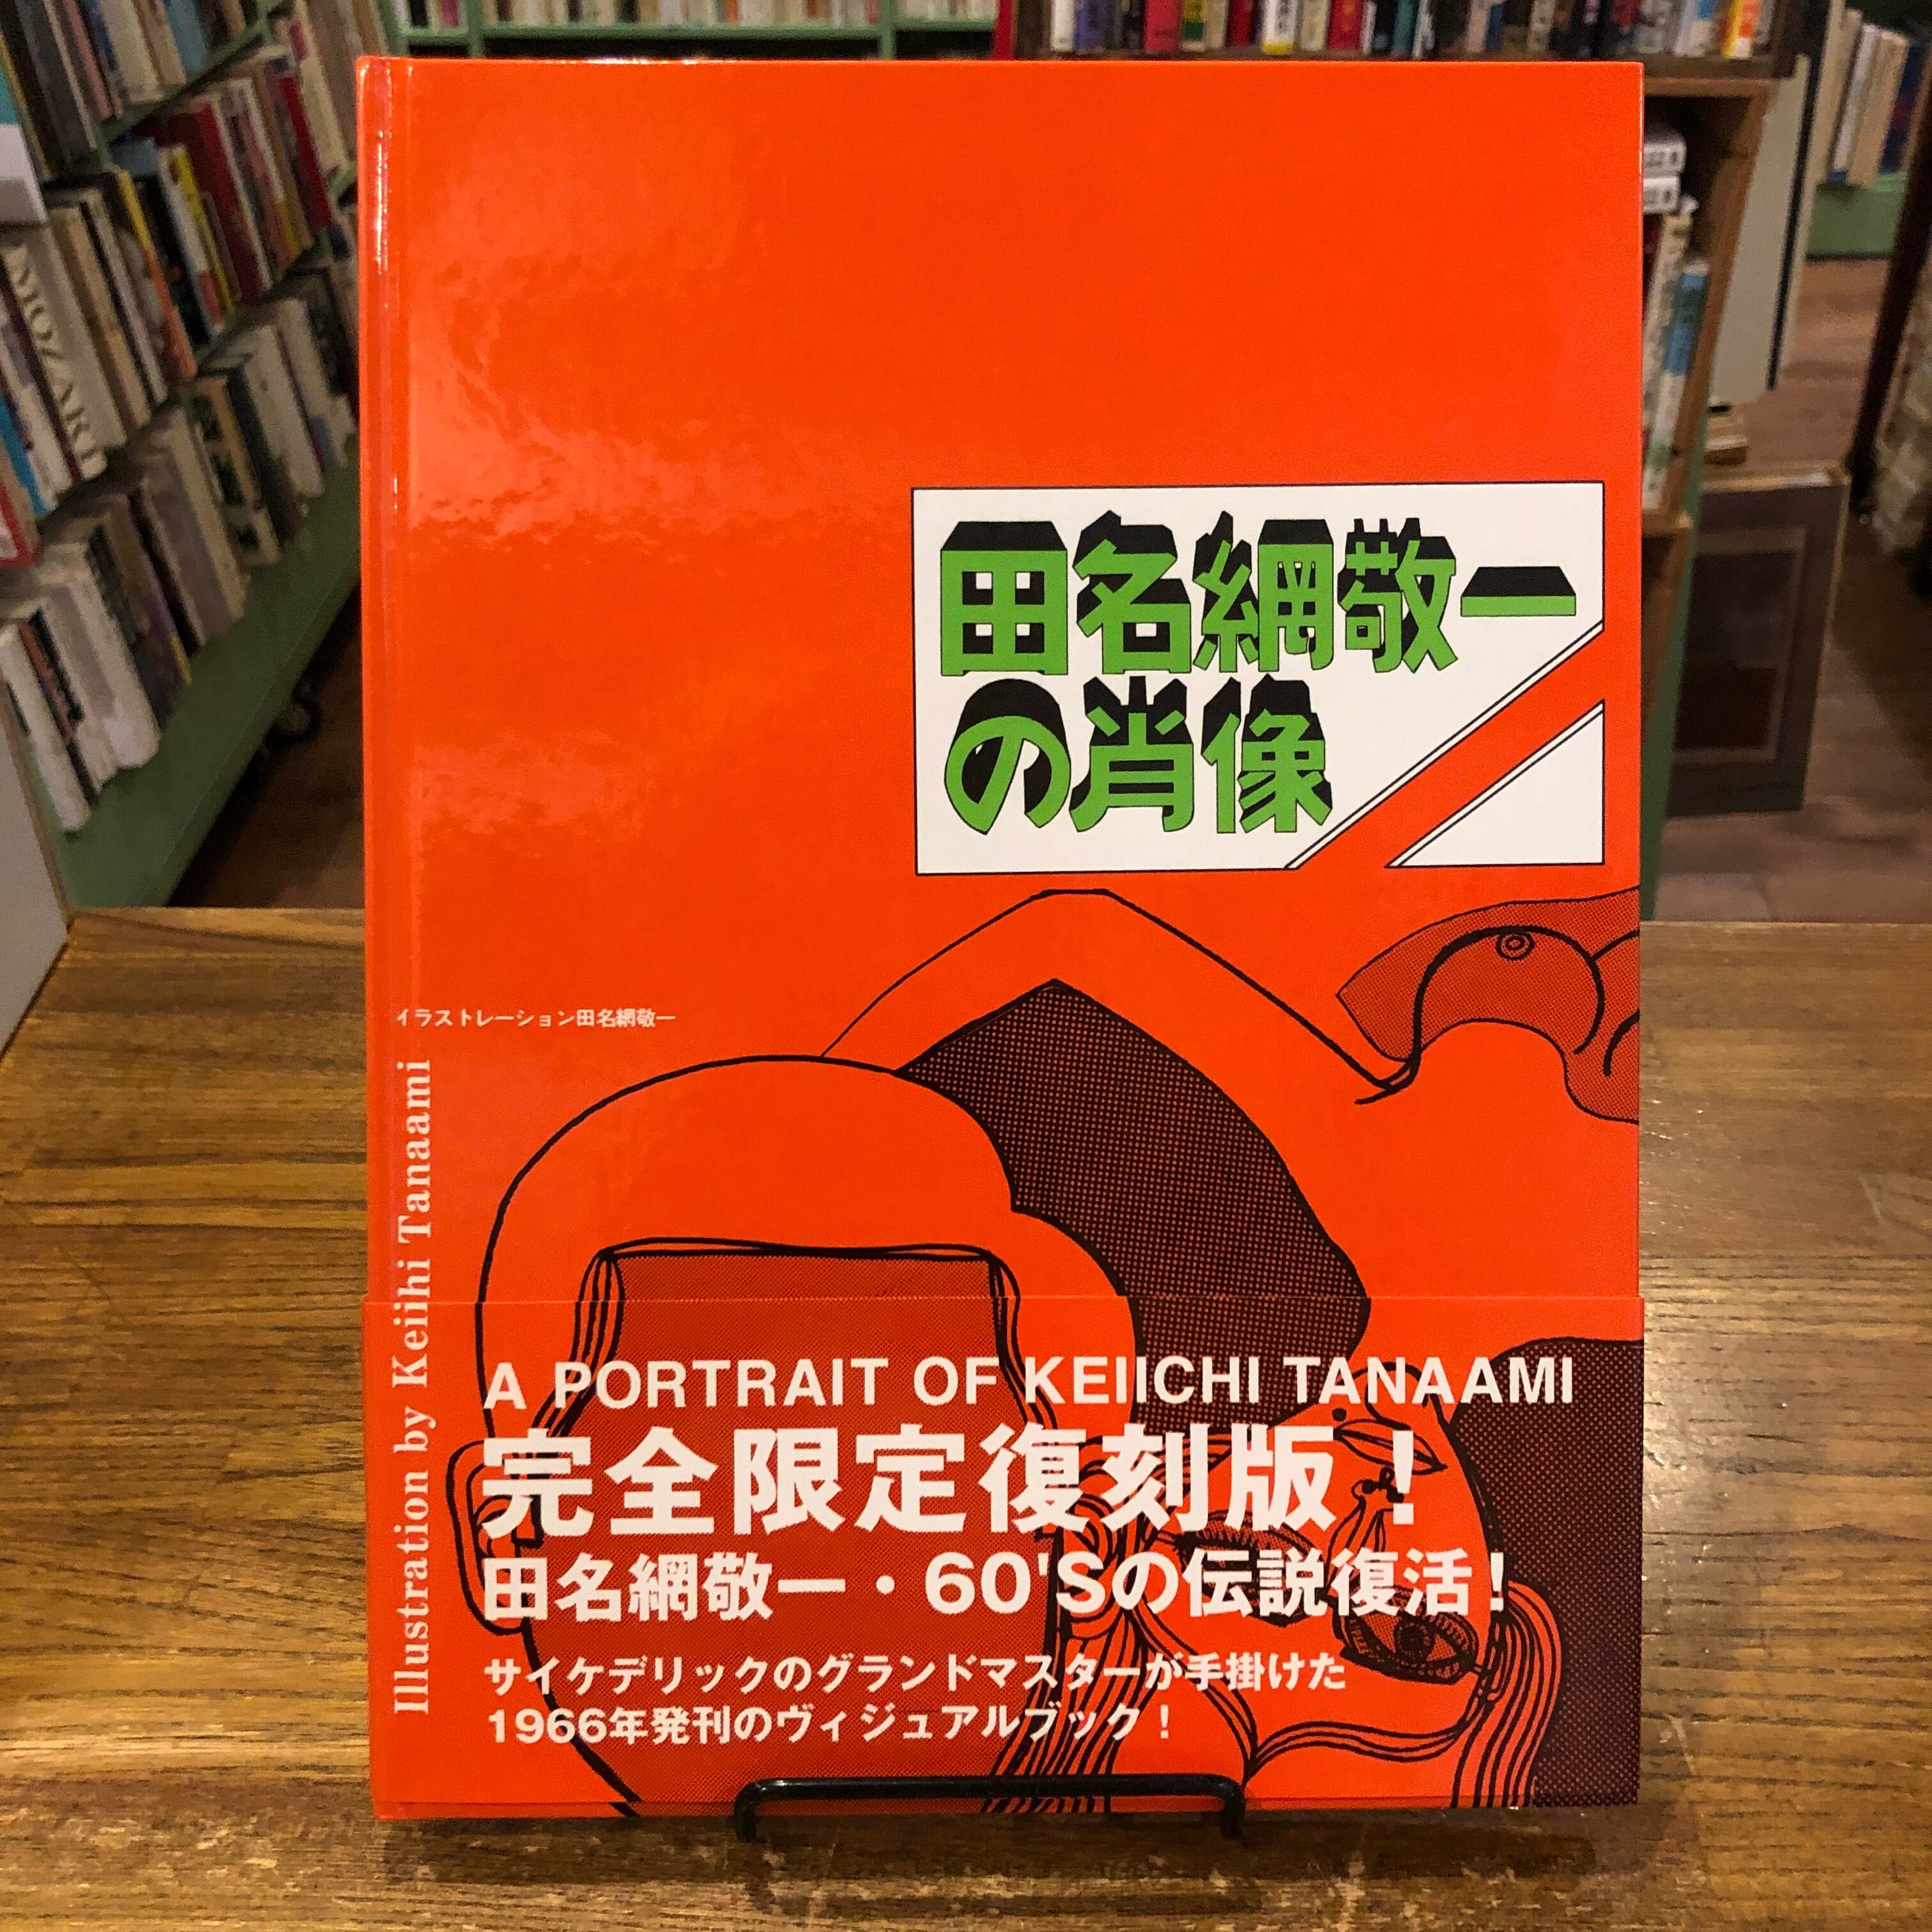 MOZART
田名網敬一
の肖像
イラストレーション田名網敬一
Illustration by Keiihi Tanaami
A PORTRAIT OF KEIICHI TANAAMI
完全限定復刻版！
田名網敬一・60'Sの伝説復活！
サイケデリックのグランドマスターが手掛けた
1966年発刊のヴィジュアルブック！